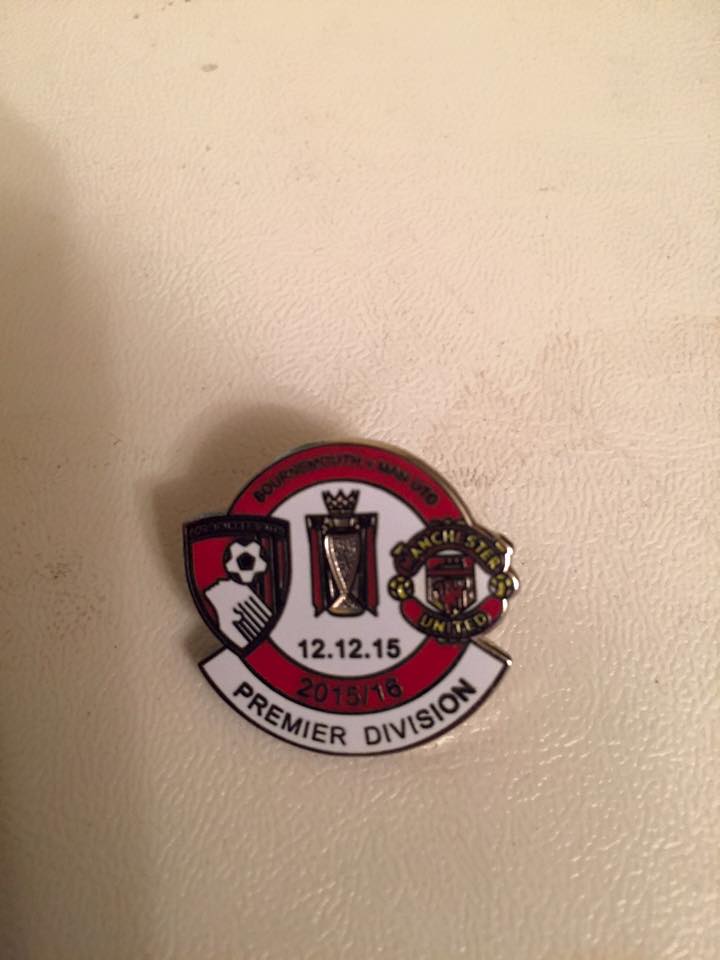 BOURNEMOUTH - MAN UTD
MANCHESTER
UNITED
12.12.15
2015/16
PREMIER DIVISION